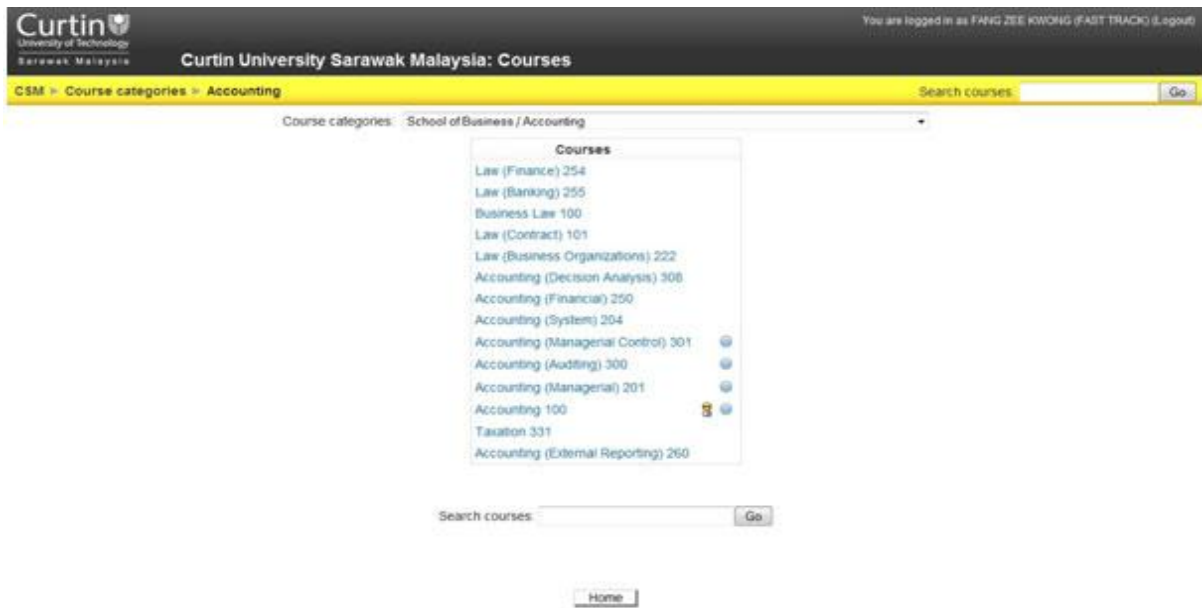 Curtin
University of Technology
Sarawak Malaysia
You are logged in as FANG ZEE KWONG (FAST TRACK) (Logout)
Curtin University Sarawak Malaysia: Courses
CSM ► Course categories ► Accounting
Search courses: Go
Course categories: School of Business / Accounting
Courses
Law (Finance) 254
Law (Banking) 255
Business Law 100
Law (Contract) 101
Law (Business Organizations) 222
Accounting (Decision Analysis) 308
Accounting (Financial) 250
Accounting (System) 204
Accounting (Managerial Control) 301
Accounting (Auditing) 300
Accounting (Managerial) 201
Accounting 100
Taxation 331
Accounting (External Reporting) 260
Search courses: Go
Home